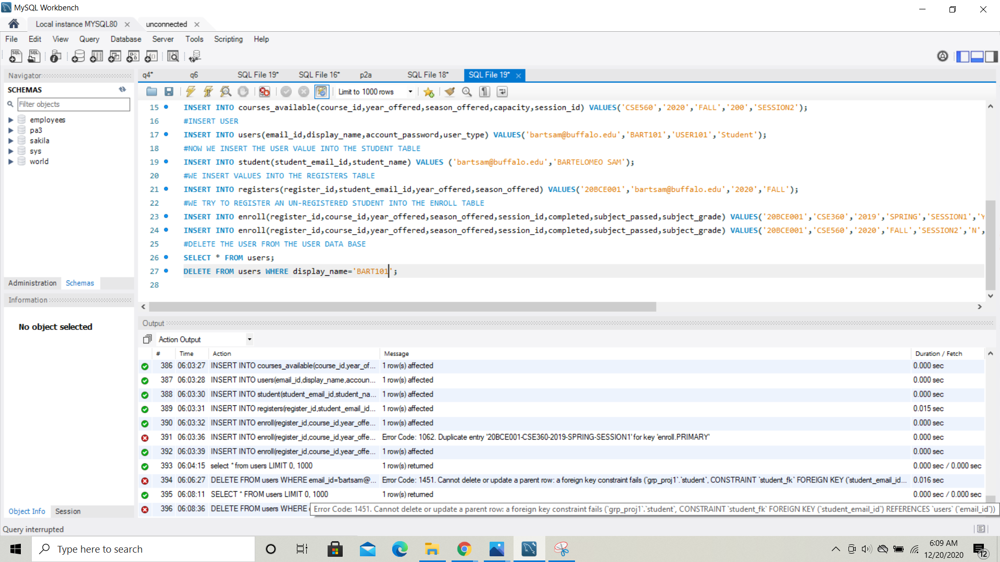 MySQL Workbench
Local instance MYSQL80
unconnected
File Edit View Query Database Server Tools Scripting Help
Navigator
SCHEMAS
Filter objects
employees
pa3
sakila
sys
world
Administration Schemas
Information
No object selected
Object Info Session
q4* q6 SQL File 19* SQL File 16* p2a SQL File 18* SQL File 19*
Limit to 1000 rows
15 INSERT INTO courses_available(course_id,year_offered,season_offered,capacity,session_id) VALUES('CSE560','2020','FALL','200','SESSION2');
16 #INSERT USER
17 INSERT INTO users(email_id,display_name,account_password,user_type) VALUES('bartsam@buffalo.edu','BART101','USER101','Student');
18 #NOW WE INSERT THE USER VALUE INTO THE STUDENT TABLE
19 INSERT INTO student(student_email_id,student_name) VALUES ('bartsam@buffalo.edu','BARTELOMEO SAM');
20 #WE INSERT VALUES INTO THE REGISTERS TABLE
21 INSERT INTO registers(register_id,student_email_id,year_offered,season_offered) VALUES('20BCE001','bartsam@buffalo.edu','2020','FALL');
22 #WE TRY TO REGISTER AN UN-REGISTERED STUDENT INTO THE ENROLL TABLE
23 INSERT INTO enroll(register_id,course_id,year_offered,season_offered,session_id,completed,subject_passed,subject_grade) VALUES('20BCE001','CSE360','2019','SPRING','SESSION1','Y
24 INSERT INTO enroll(register_id,course_id,year_offered,season_offered,session_id,completed,subject_passed,subject_grade) VALUES('20BCE001','CSE560','2020','FALL','SESSION2','N',
25 #DELETE THE USER FROM THE USER DATA BASE
26 SELECT * FROM users;
27 DELETE FROM users WHERE display_name='BART101';
28
Output
Action Output
# Time Action Message Duration / Fetch
386 06:03:27 INSERT INTO courses_available(course_id,year_of... 1 row(s) affected 0.000 sec
387 06:03:28 INSERT INTO users(email_id,display_name,accoun... 1 row(s) affected 0.000 sec
388 06:03:30 INSERT INTO student(student_email_id,student_na... 1 row(s) affected 0.000 sec
389 06:03:31 INSERT INTO registers(register_id,student_email_id... 1 row(s) affected 0.015 sec
390 06:03:32 INSERT INTO enroll(register_id,course_id,year_offe... 1 row(s) affected 0.000 sec
391 06:03:36 INSERT INTO enroll(register_id,course_id,year_offe... Error Code: 1062. Duplicate entry '20BCE001-CSE360-2019-SPRING-SESSION1' for key 'enroll.PRIMARY' 0.000 sec
392 06:03:39 INSERT INTO enroll(register_id,course_id,year_offe... 1 row(s) affected 0.000 sec
393 06:04:15 select * from users LIMIT 0, 1000 1 row(s) returned 0.000 sec / 0.000 sec
394 06:06:27 DELETE FROM users WHERE email_id='bartsam@... Error Code: 1451. Cannot delete or update a parent row: a foreign key constraint fails (`grp_proj1`.`student`, CONSTRAINT `student_fk` FOREIGN KEY (`student_email_id... 0.016 sec
395 06:08:11 SELECT * FROM users LIMIT 0, 1000 1 row(s) returned 0.000 sec / 0.000 sec
396 06:08:36 DELETE FROM users WHERE
Error Code: 1451. Cannot delete or update a parent row: a foreign key constraint fails (`grp_proj1`.`student`, CONSTRAINT `student_fk` FOREIGN KEY (`student_email_id`) REFERENCES `users` (`email_id`))
Query interrupted
Type here to search
6:09 AM
12/20/2020
12